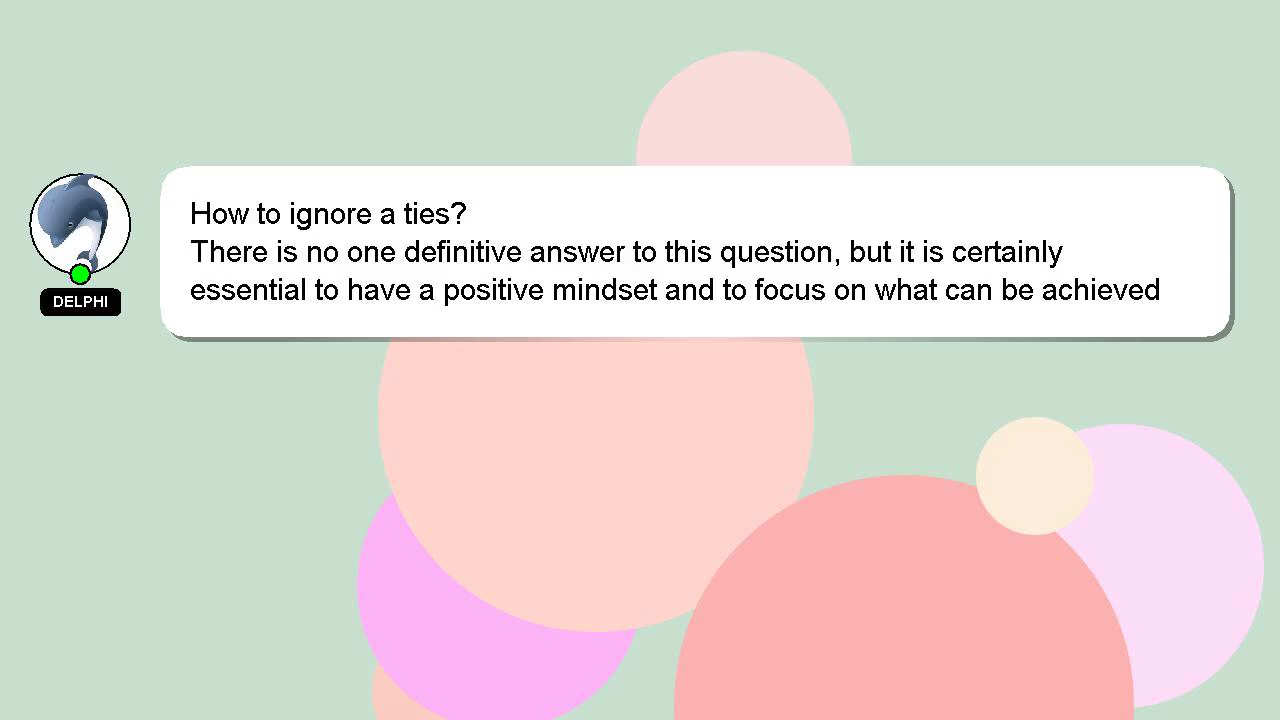 How to ignore a ties?
There is no one definitive answer to this question, but it is certainly
essential to have a positive mindset and to focus on what can be achieved
DELPHI